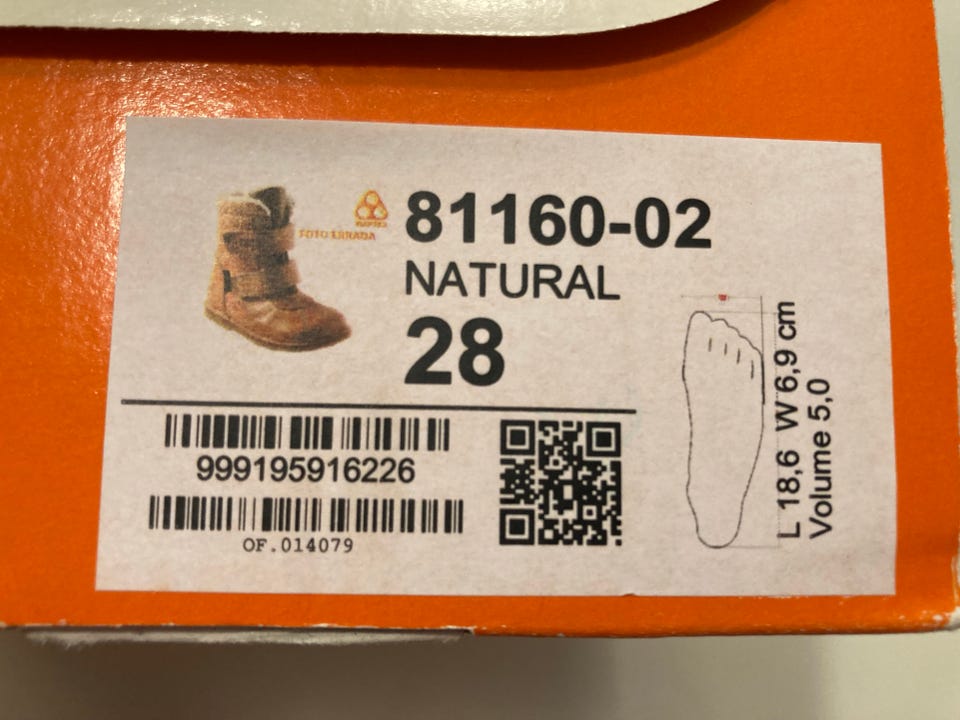 FOTO ERRADA
81160-02
NATURAL
28
999195916226
OF.014079
L 18,6 W 6,9 cm
Volume 5,0